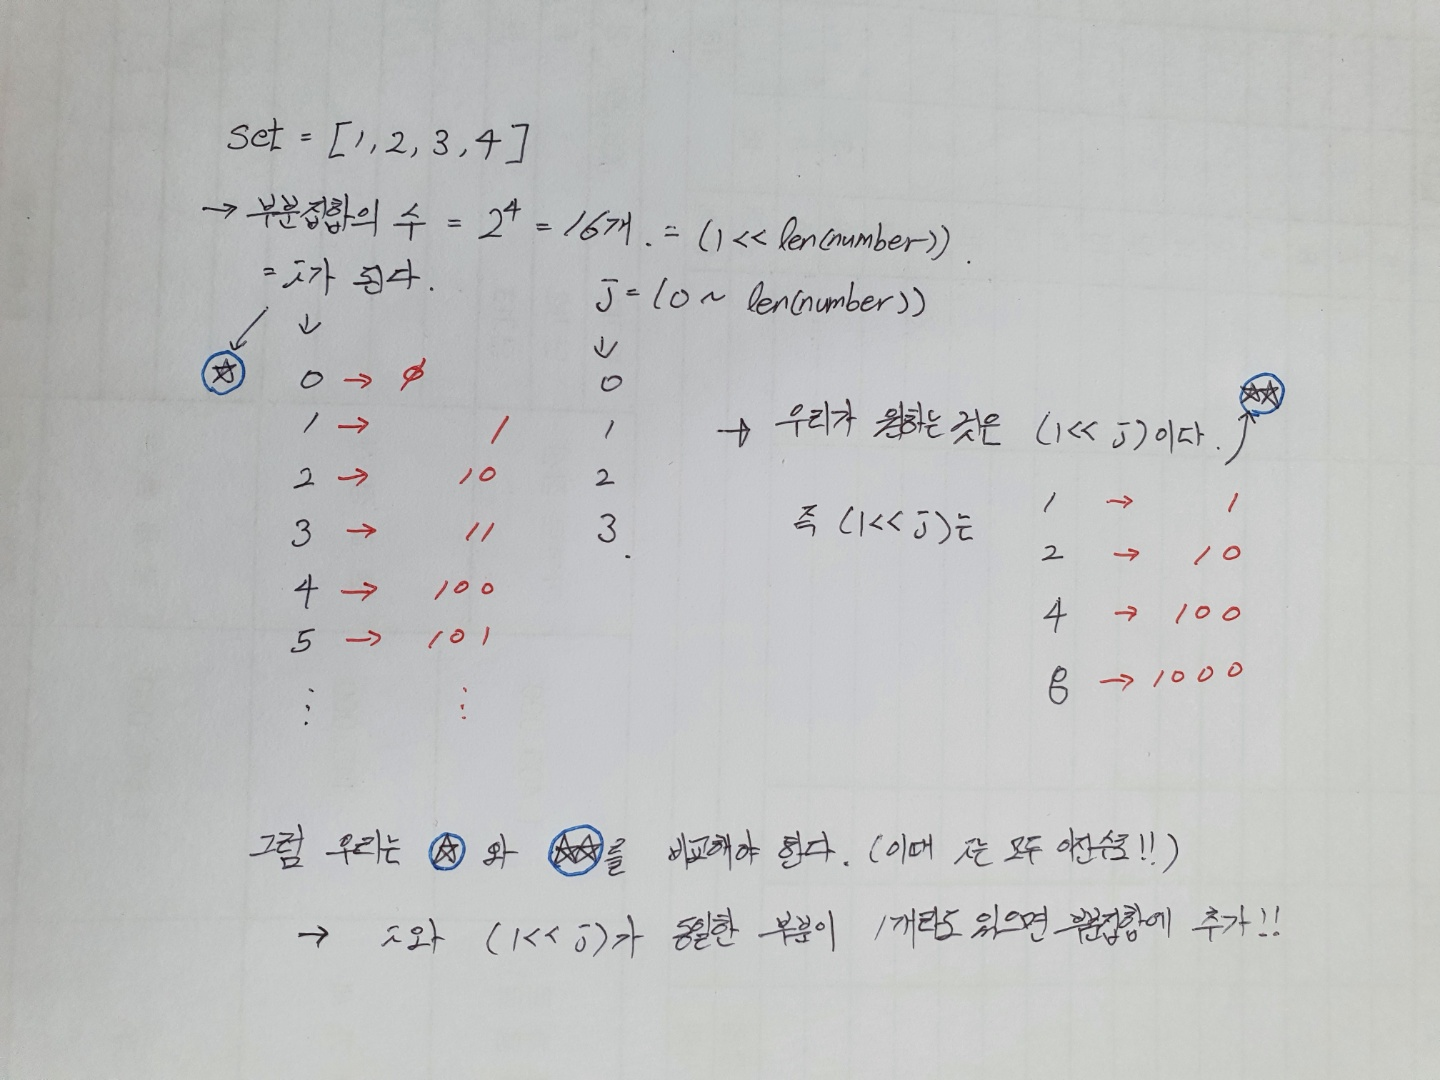 set = [1, 2, 3, 4]
→ 부분집합의 수 = 2⁴ = 16개. = (1<< len(number)).
= i가 된다.
j = (0 ~ len(number))
↓ ↓
☆ 0 → ∅ 0
1 → 1 1
2 → 10 2
3 → 11 3.
4 → 100
5 → 101
⋮ ⋮
☆☆
→ 우리가 원하는 것은 (1<< j)이다.
즉 (1<< j)는
1 → 1
2 → 10
4 → 100
8 → 1000
그럼 우리는 ☆ 와 ☆☆를 비교해야 한다. (이때 i는 모두 이진수로!!)
→ i와 (1<< j)가 동일한 부분이 1개라도 있으면 부분집합에 추가!!